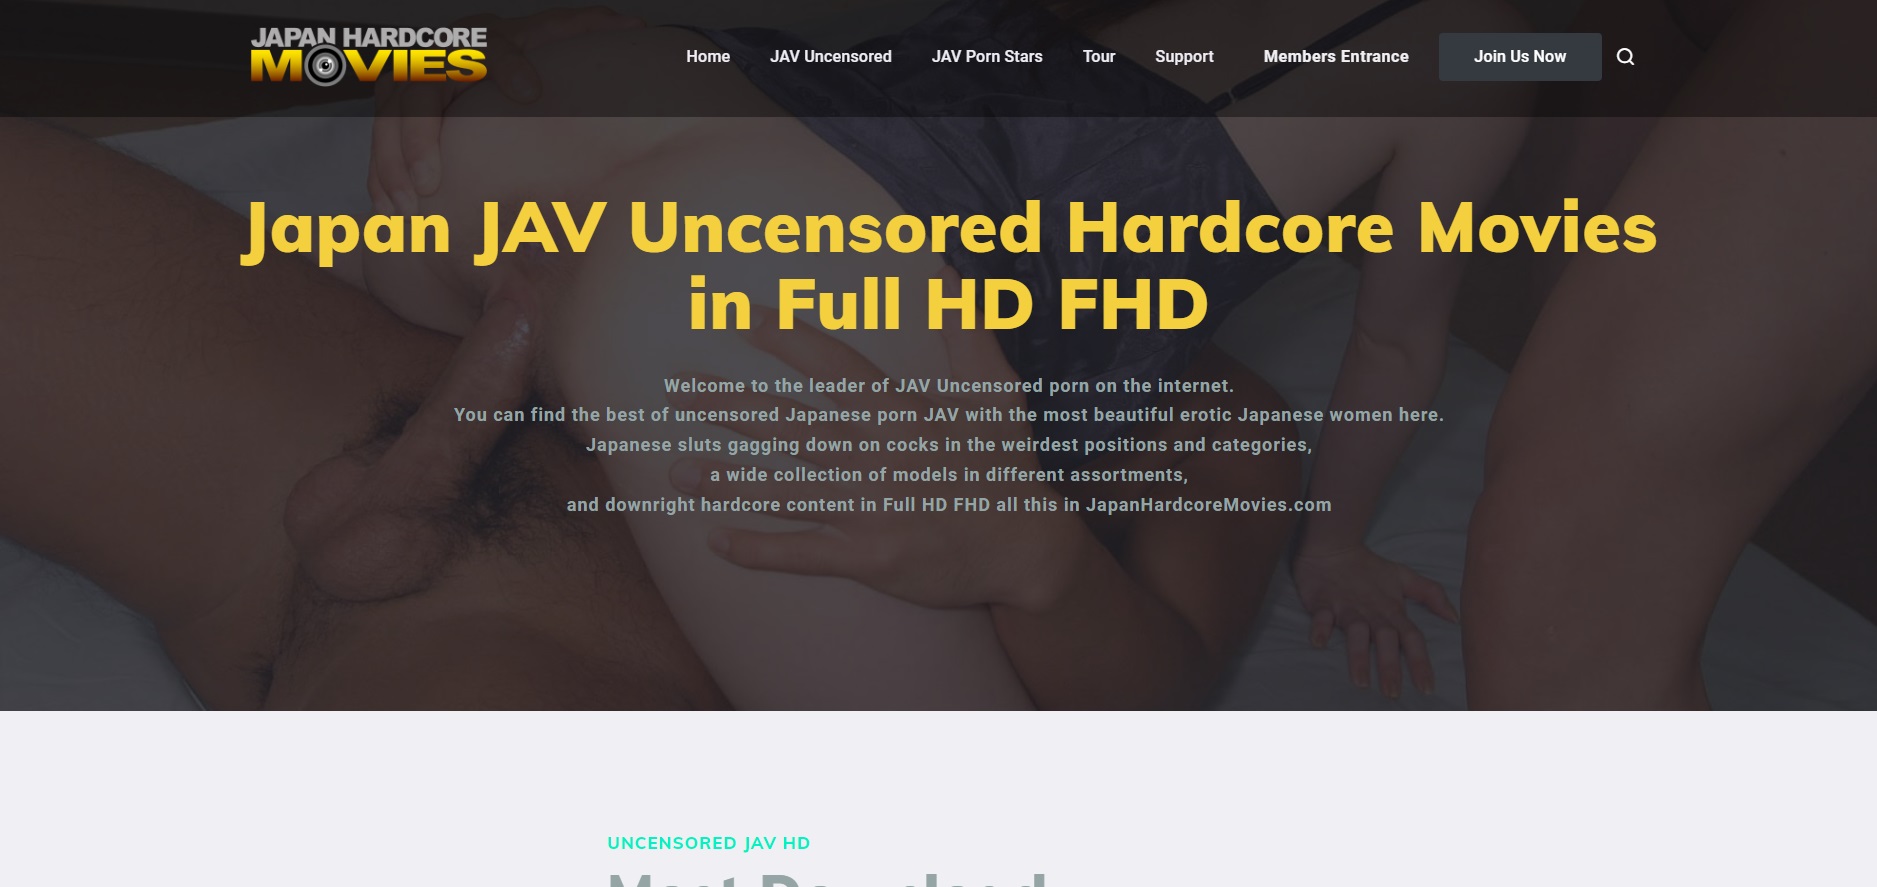 JAPAN HARDCORE
MOVIES
Home
JAV Uncensored
JAV Porn Stars
Tour
Support
Members Entrance
Join Us Now
Japan JAV Uncensored Hardcore Movies
in Full HD FHD
Welcome to the leader of JAV Uncensored porn on the internet.
You can find the best of uncensored Japanese porn JAV with the most beautiful erotic Japanese women here.
Japanese sluts gagging down on cocks in the weirdest positions and categories,
a wide collection of models in different assortments,
and downright hardcore content in Full HD FHD all this in JapanHardcoreMovies.com
UNCENSORED JAV HD